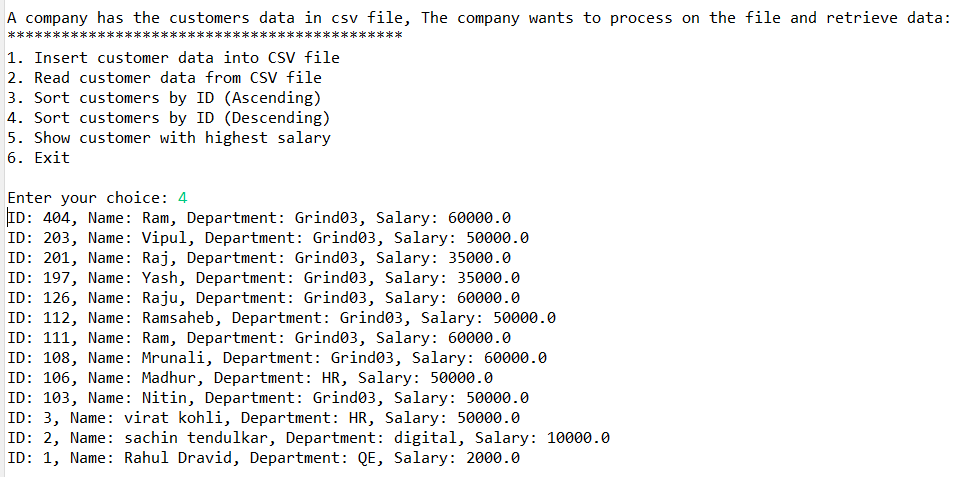 A company has the customers data in csv file, The company wants to process on the file and retrieve data:
********************************************
1. Insert customer data into CSV file
2. Read customer data from CSV file
3. Sort customers by ID (Ascending)
4. Sort customers by ID (Descending)
5. Show customer with highest salary
6. Exit
Enter your choice: 4
ID: 404, Name: Ram, Department: Grind03, Salary: 60000.0
ID: 203, Name: Vipul, Department: Grind03, Salary: 50000.0
ID: 201, Name: Raj, Department: Grind03, Salary: 35000.0
ID: 197, Name: Yash, Department: Grind03, Salary: 35000.0
ID: 126, Name: Raju, Department: Grind03, Salary: 60000.0
ID: 112, Name: Ramsaheb, Department: Grind03, Salary: 50000.0
ID: 111, Name: Ram, Department: Grind03, Salary: 60000.0
ID: 108, Name: Mrunali, Department: Grind03, Salary: 60000.0
ID: 106, Name: Madhur, Department: HR, Salary: 50000.0
ID: 103, Name: Nitin, Department: Grind03, Salary: 50000.0
ID: 3, Name: virat kohli, Department: HR, Salary: 50000.0
ID: 2, Name: sachin tendulkar, Department: digital, Salary: 10000.0
ID: 1, Name: Rahul Dravid, Department: QE, Salary: 2000.0